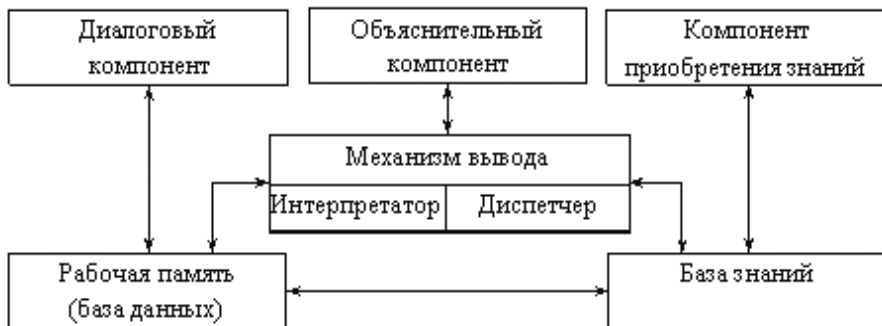 Диалоговый
компонент
Объяснительный
компонент
Компонент
приобретения знаний
Механизм вывода
Интерпретатор
Диспетчер
Рабочая память
(база данных)
База знаний